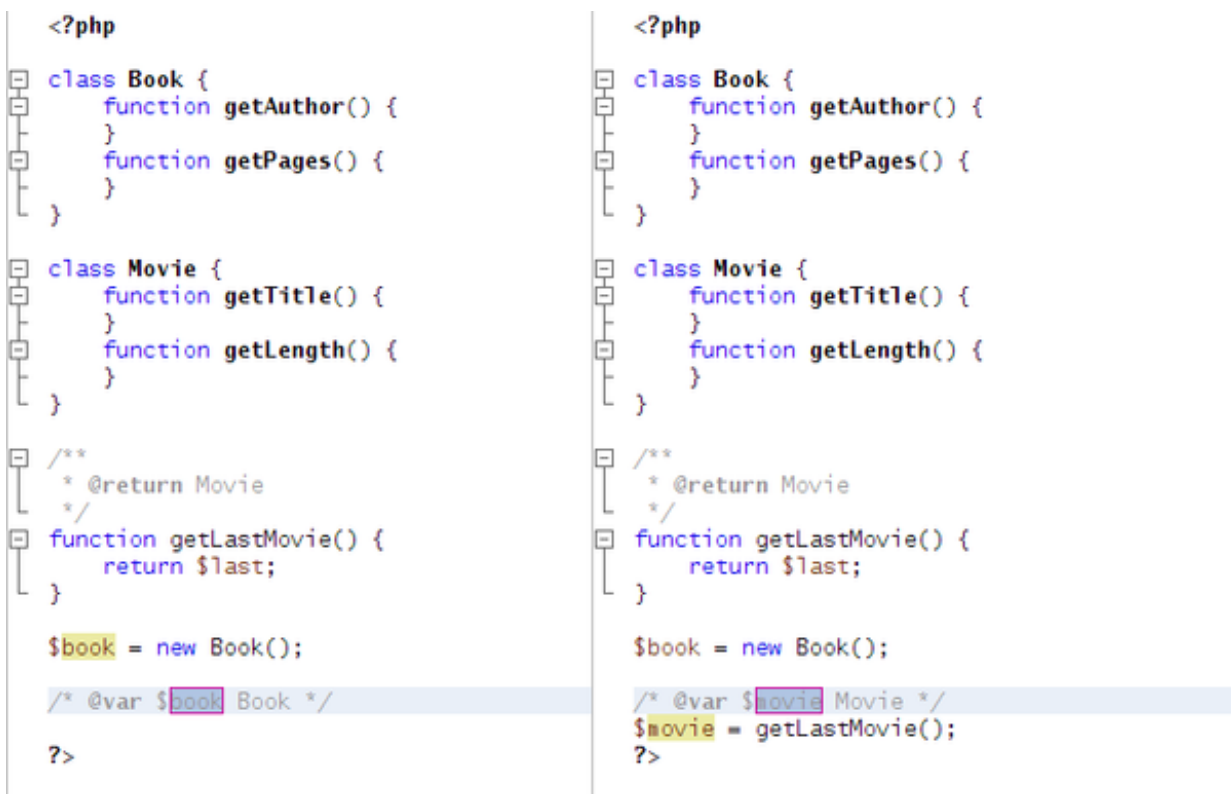 <?php
class Book {
function getAuthor() {
}
function getPages() {
}
}
class Movie {
function getTitle() {
}
function getLength() {
}
}
/**
* @return Movie
*/
function getLastMovie() {
return $last;
}
$book = new Book();
/* @var $book Book */
?>
<?php
class Book {
function getAuthor() {
}
function getPages() {
}
}
class Movie {
function getTitle() {
}
function getLength() {
}
}
/**
* @return Movie
*/
function getLastMovie() {
return $last;
}
$book = new Book();
/* @var $movie Movie */
$movie = getLastMovie();
?>